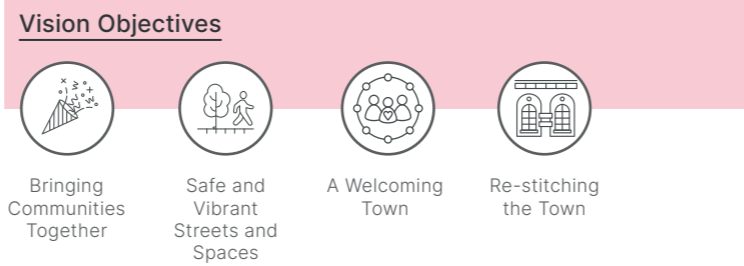 Vision Objectives
Bringing
Communities
Together
Safe and
Vibrant
Streets and
Spaces
A Welcoming
Town
Re-stitching
the Town